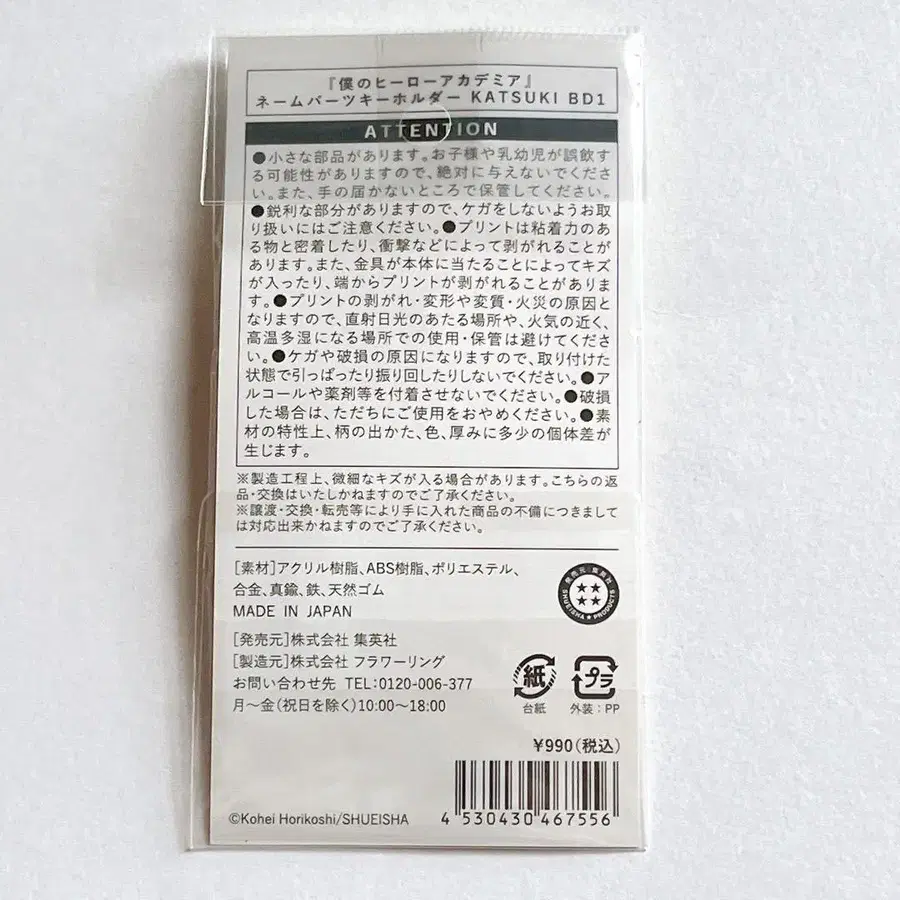 『僕のヒーローアカデミア』
ネームパーツキーホルダー KATSUKI BD1
ATTENTION
●小さな部品があります。お子様や乳幼児が誤飲す
る可能性がありますので、絶対に与えないでくださ
い。また、手の届かないところで保管してください。
●鋭利な部分がありますので、ケガをしないようお取
り扱いにはご注意ください。●プリントは粘着力のあ
る物と密着したり、衝撃などによって剥がれることが
あります。また、金具が本体に当たることによってキズ
が入ったり、端からプリントが剥がれることがありま
す。●プリントの剥がれ・変形や変質・火災の原因と
なりますので、直射日光のあたる場所や、火気の近く、
高温多湿になる場所での使用・保管は避けてくださ
い。●ケガや破損の原因になりますので、取り付けた
状態で引っぱったり振り回したりしないでください。●ア
ルコールや薬剤等を付着させないでください。●破損
した場合は、ただちにご使用をおやめください。●素
材の特性上、柄の出かた、色、厚みに多少の個体差が
生じます。
※製造工程上、微細なキズが入る場合があります。こちらの返
品・交換はいたしかねますのでご了承ください。
※譲渡・交換・転売等により手に入れた商品の不備につきまして
は対応出来かねますのでご了承ください。
[素材]アクリル樹脂、ABS樹脂、ポリエステル、
合金、真鍮、鉄、天然ゴム
MADE IN JAPAN
発売元 集英社
SHUEISHA PRODUCTS
[発売元]株式会社 集英社
[製造元]株式会社 フラワーリング
お問い合わせ先 TEL:0120-006-377
月〜金(祝日を除く)10:00〜18:00
紙
台紙
プラ
外装:PP
¥990(税込)
©Kohei Horikoshi/SHUEISHA
4 530430 467556